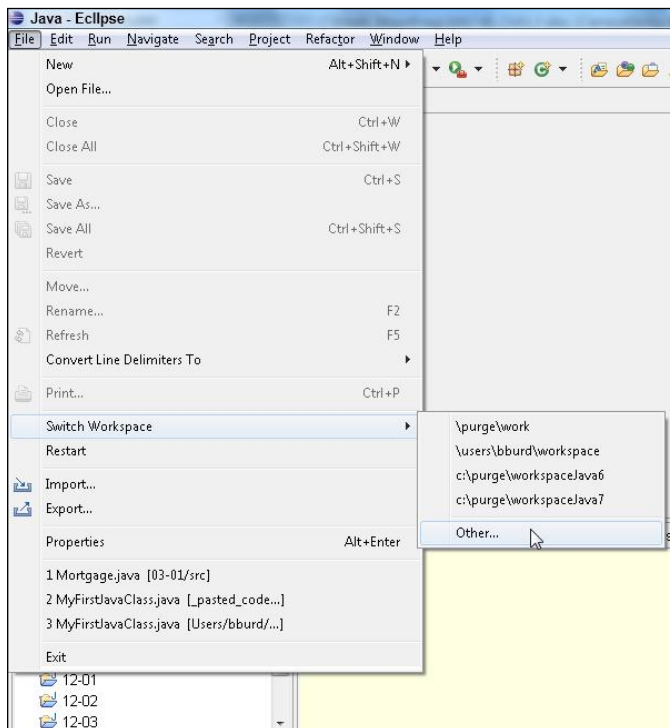 Java - Eclipse
File Edit Run Navigate Search Project Refactor Window Help
New Alt+Shift+N
Open File...
Close Ctrl+W
Close All Ctrl+Shift+W
Save Ctrl+S
Save As...
Save All Ctrl+Shift+S
Revert
Move...
Rename... F2
Refresh F5
Convert Line Delimiters To
Print... Ctrl+P
Switch Workspace
Restart
Import...
Export...
Properties Alt+Enter
1 Mortgage.java [03-01/src]
2 MyFirstJavaClass.java [_pasted_code...]
3 MyFirstJavaClass.java [Users/bburd/...]
Exit
\purge\work
\users\bburd\workspace
c:\purge\workspaceJava6
c:\purge\workspaceJava7
Other...
12-01
12-02
12-03